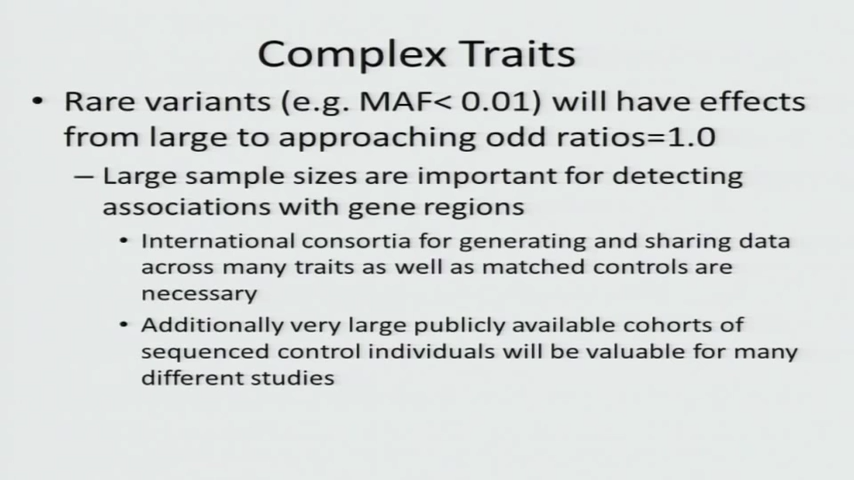 Complex Traits
• Rare variants (e.g. MAF< 0.01) will have effects
from large to approaching odd ratios=1.0
– Large sample sizes are important for detecting
associations with gene regions
• International consortia for generating and sharing data
across many traits as well as matched controls are
necessary
• Additionally very large publicly available cohorts of
sequenced control individuals will be valuable for many
different studies